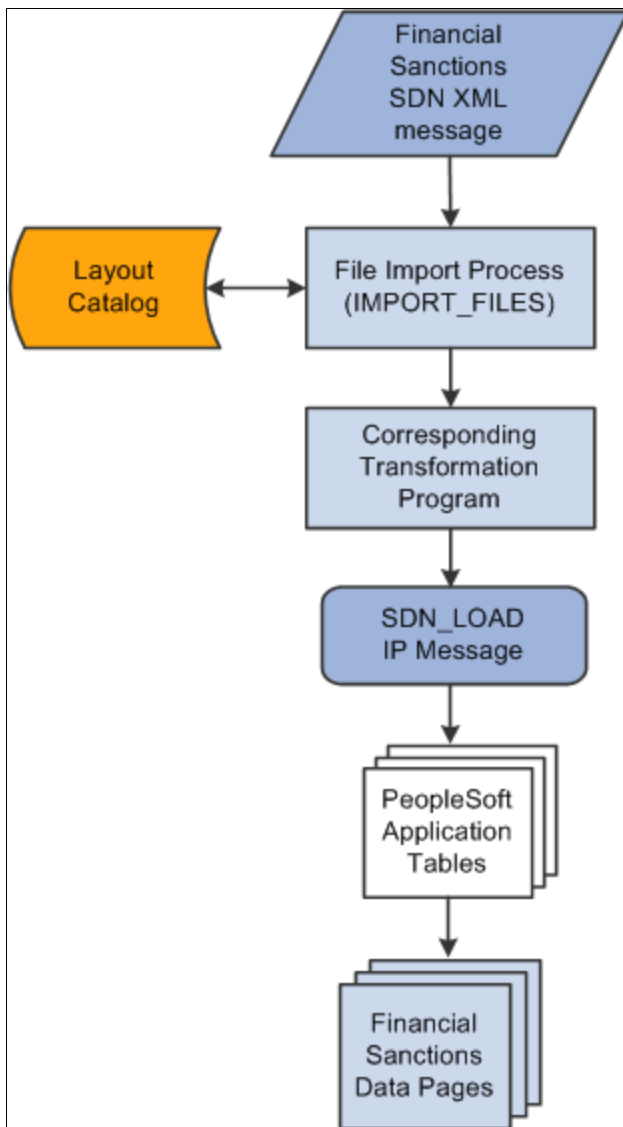 Financial
Sanctions
SDN XML
message
Layout
Catalog
File Import Process
(IMPORT_FILES)
Corresponding
Transformation
Program
SDN_LOAD
IP Message
PeopleSoft
Application
Tables
Financial
Sanctions
Data Pages